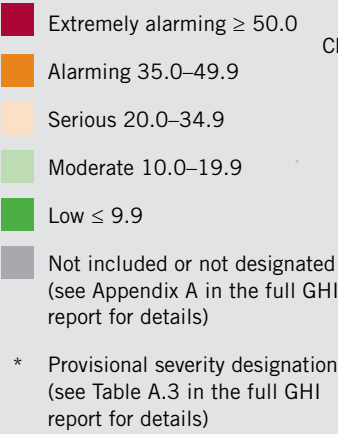 Extremely alarming ≥ 50.0
Alarming 35.0–49.9
Serious 20.0–34.9
Moderate 10.0–19.9
Low ≤ 9.9
Not included or not designated
(see Appendix A in the full GHI
report for details)
* Provisional severity designation
(see Table A.3 in the full GHI
report for details)